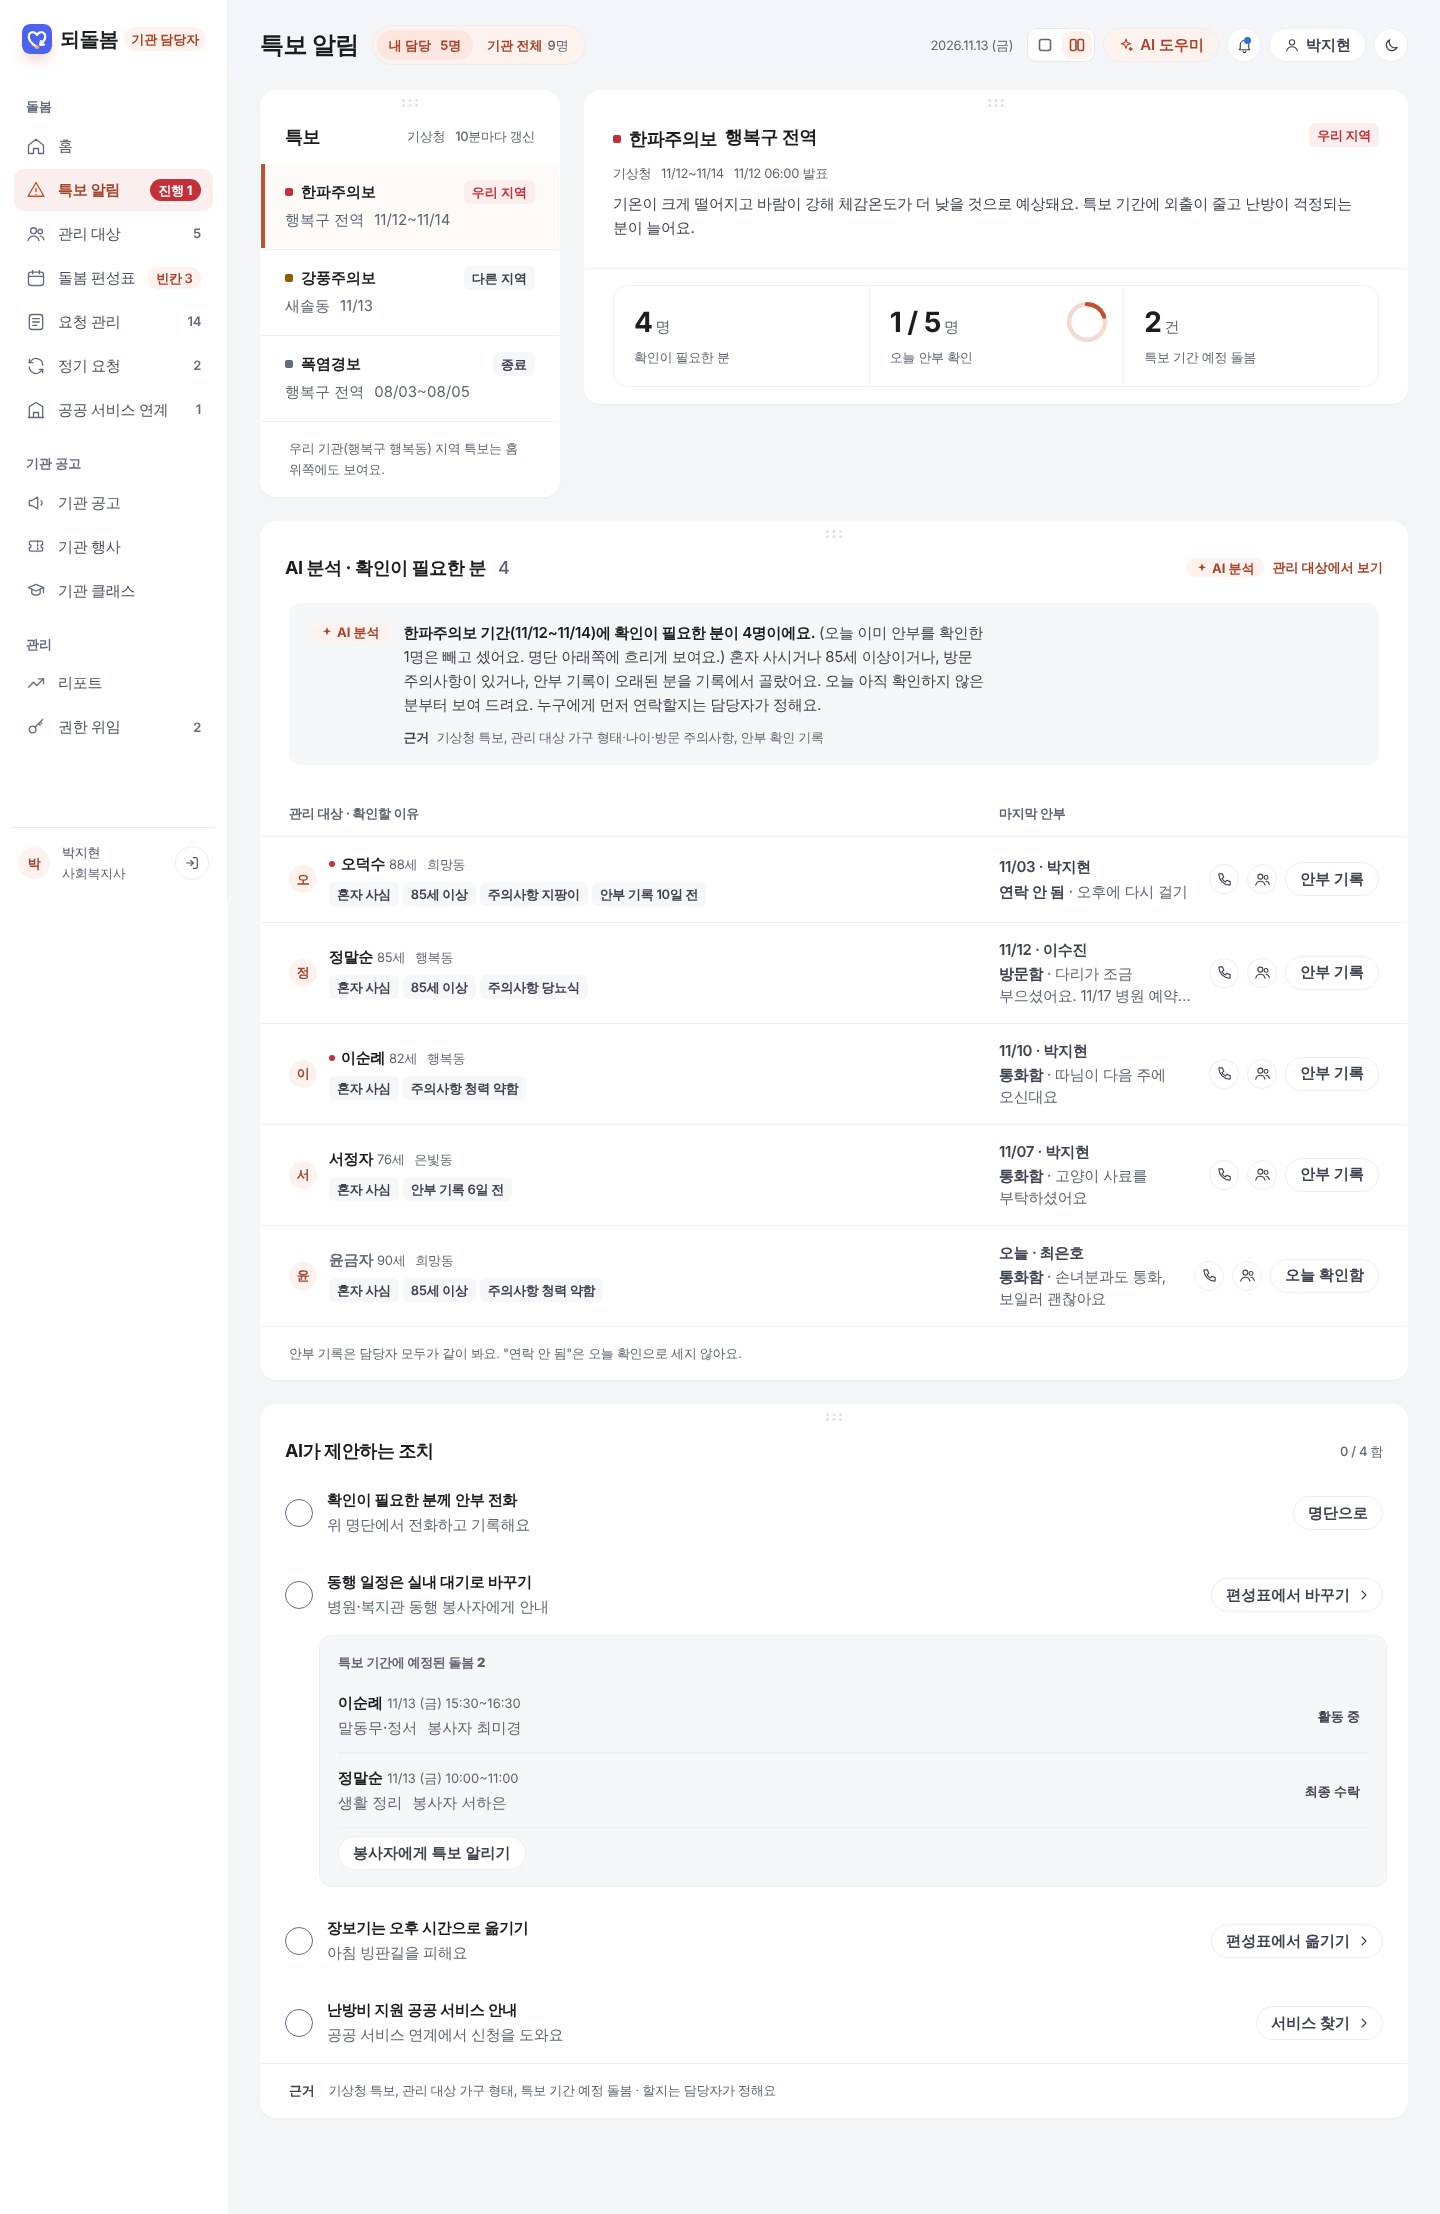 되돌봄 기관 담당자
돌봄
홈
특보 알림 진행 1
관리 대상 5
돌봄 편성표 빈칸 3
요청 관리 14
정기 요청 2
공공 서비스 연계 1
기관 공고
기관 공고
기관 행사
기관 클래스
관리
리포트
권한 위임 2
박 박지현
사회복지사
특보 알림 내 담당 5명 기관 전체 9명
2026.11.13 (금) AI 도우미 박지현
특보 기상청 10분마다 갱신
한파주의보 우리 지역
행복구 전역 11/12~11/14
강풍주의보 다른 지역
새솔동 11/13
폭염경보 종료
행복구 전역 08/03~08/05
우리 기관(행복구 행복동) 지역 특보는 홈
위쪽에도 보여요.
한파주의보 행복구 전역 우리 지역
기상청 11/12~11/14 11/12 06:00 발표
기온이 크게 떨어지고 바람이 강해 체감온도가 더 낮을 것으로 예상돼요. 특보 기간에 외출이 줄고 난방이 걱정되는
분이 늘어요.
4명
확인이 필요한 분
1 / 5명
오늘 안부 확인
2건
특보 기간 예정 돌봄
AI 분석 · 확인이 필요한 분 4
AI 분석 관리 대상에서 보기
AI 분석 한파주의보 기간(11/12~11/14)에 확인이 필요한 분이 4명이에요. (오늘 이미 안부를 확인한
1명은 빼고 셌어요. 명단 아래쪽에 흐리게 보여요.) 혼자 사시거나 85세 이상이거나, 방문
주의사항이 있거나, 안부 기록이 오래된 분을 기록에서 골랐어요. 오늘 아직 확인하지 않은
분부터 보여 드려요. 누구에게 먼저 연락할지는 담당자가 정해요.
근거 기상청 특보, 관리 대상 가구 형태·나이·방문 주의사항, 안부 확인 기록
관리 대상 · 확인할 이유 마지막 안부
오 오덕수 88세 희망동
혼자 사심 85세 이상 주의사항 지팡이 안부 기록 10일 전
11/03 · 박지현
연락 안 됨 · 오후에 다시 걸기
안부 기록
정 정말순 85세 행복동
혼자 사심 85세 이상 주의사항 당뇨식
11/12 · 이수진
방문함 · 다리가 조금
부으셨어요. 11/17 병원 예약…
안부 기록
이 이순례 82세 행복동
혼자 사심 주의사항 청력 약함
11/10 · 박지현
통화함 · 따님이 다음 주에
오신대요
안부 기록
서 서정자 76세 은빛동
혼자 사심 안부 기록 6일 전
11/07 · 박지현
통화함 · 고양이 사료를
부탁하셨어요
안부 기록
윤 윤금자 90세 희망동
혼자 사심 85세 이상 주의사항 청력 약함
오늘 · 최은호
통화함 · 손녀분과도 통화,
보일러 괜찮아요
오늘 확인함
안부 기록은 담당자 모두가 같이 봐요. "연락 안 됨"은 오늘 확인으로 세지 않아요.
AI가 제안하는 조치 0 / 4 함
확인이 필요한 분께 안부 전화
위 명단에서 전화하고 기록해요
명단으로
동행 일정은 실내 대기로 바꾸기
병원·복지관 동행 봉사자에게 안내
편성표에서 바꾸기
특보 기간에 예정된 돌봄 2
이순례 11/13 (금) 15:30~16:30
말동무·정서 봉사자 최미경
활동 중
정말순 11/13 (금) 10:00~11:00
생활 정리 봉사자 서하은
최종 수락
봉사자에게 특보 알리기
장보기는 오후 시간으로 옮기기
아침 빙판길을 피해요
편성표에서 옮기기
난방비 지원 공공 서비스 안내
공공 서비스 연계에서 신청을 도와요
서비스 찾기
근거 기상청 특보, 관리 대상 가구 형태, 특보 기간 예정 돌봄 · 할지는 담당자가 정해요